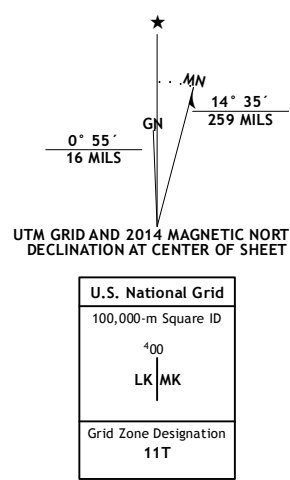 ★
MN
GN
14° 35´
259 MILS
0° 55´
16 MILS
UTM GRID AND 2014 MAGNETIC NORT
DECLINATION AT CENTER OF SHEET
U.S. National Grid
100,000-m Square ID
⁴00
LK MK
Grid Zone Designation
11T